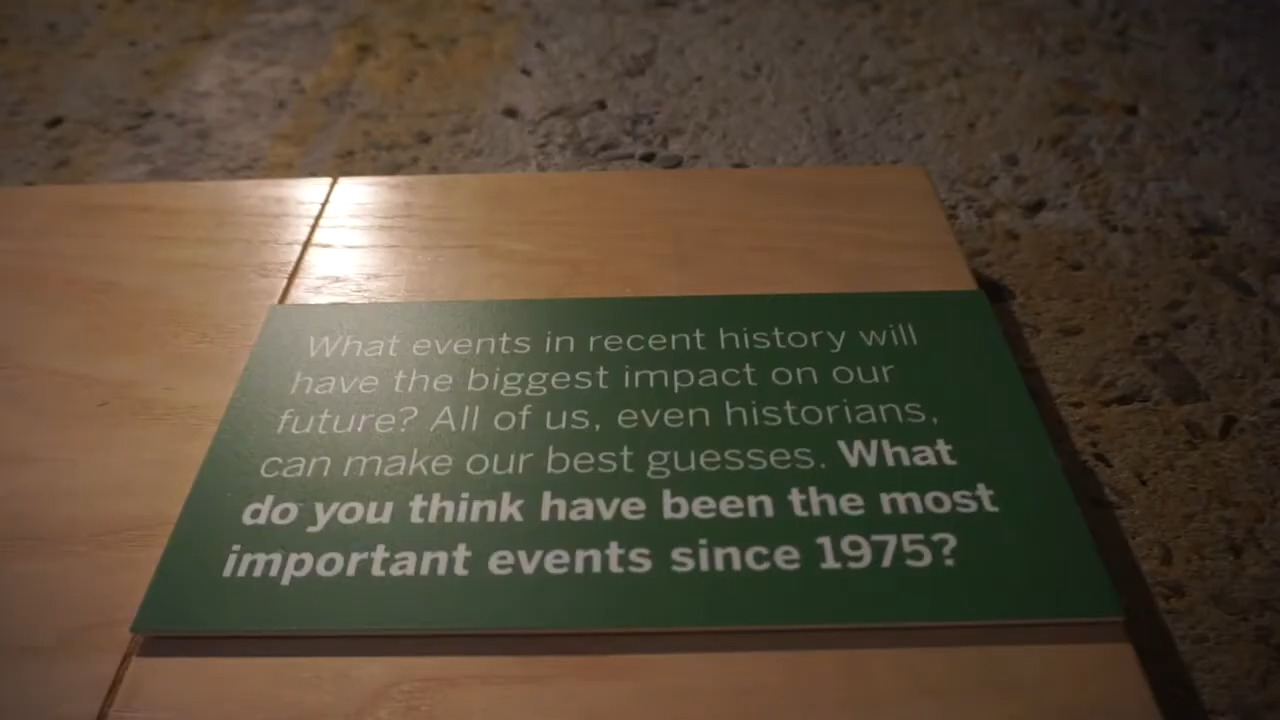 What events in recent history will
have the biggest impact on our
future? All of us, even historians,
can make our best guesses. What
do you think have been the most
important events since 1975?